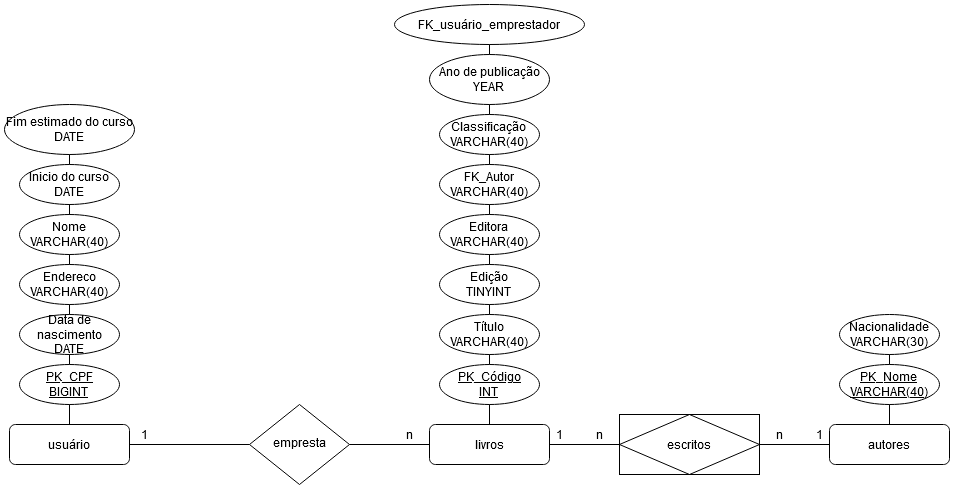 FK_usuário_emprestador
Ano de publicação
YEAR
Fim estimado do curso
DATE
Classificação
VARCHAR(40)
Inicio do curso
DATE
FK_Autor
VARCHAR(40)
Nome
VARCHAR(40)
Editora
VARCHAR(40)
Endereco
VARCHAR(40)
Edição
TINYINT
Data de
nascimento
DATE
Título
VARCHAR(40)
Nacionalidade
VARCHAR(30)
PK_CPF
BIGINT
PK_Código
INT
PK_Nome
VARCHAR(40)
usuário
1
empresta
n
livros
1
n
escritos
n
1
autores